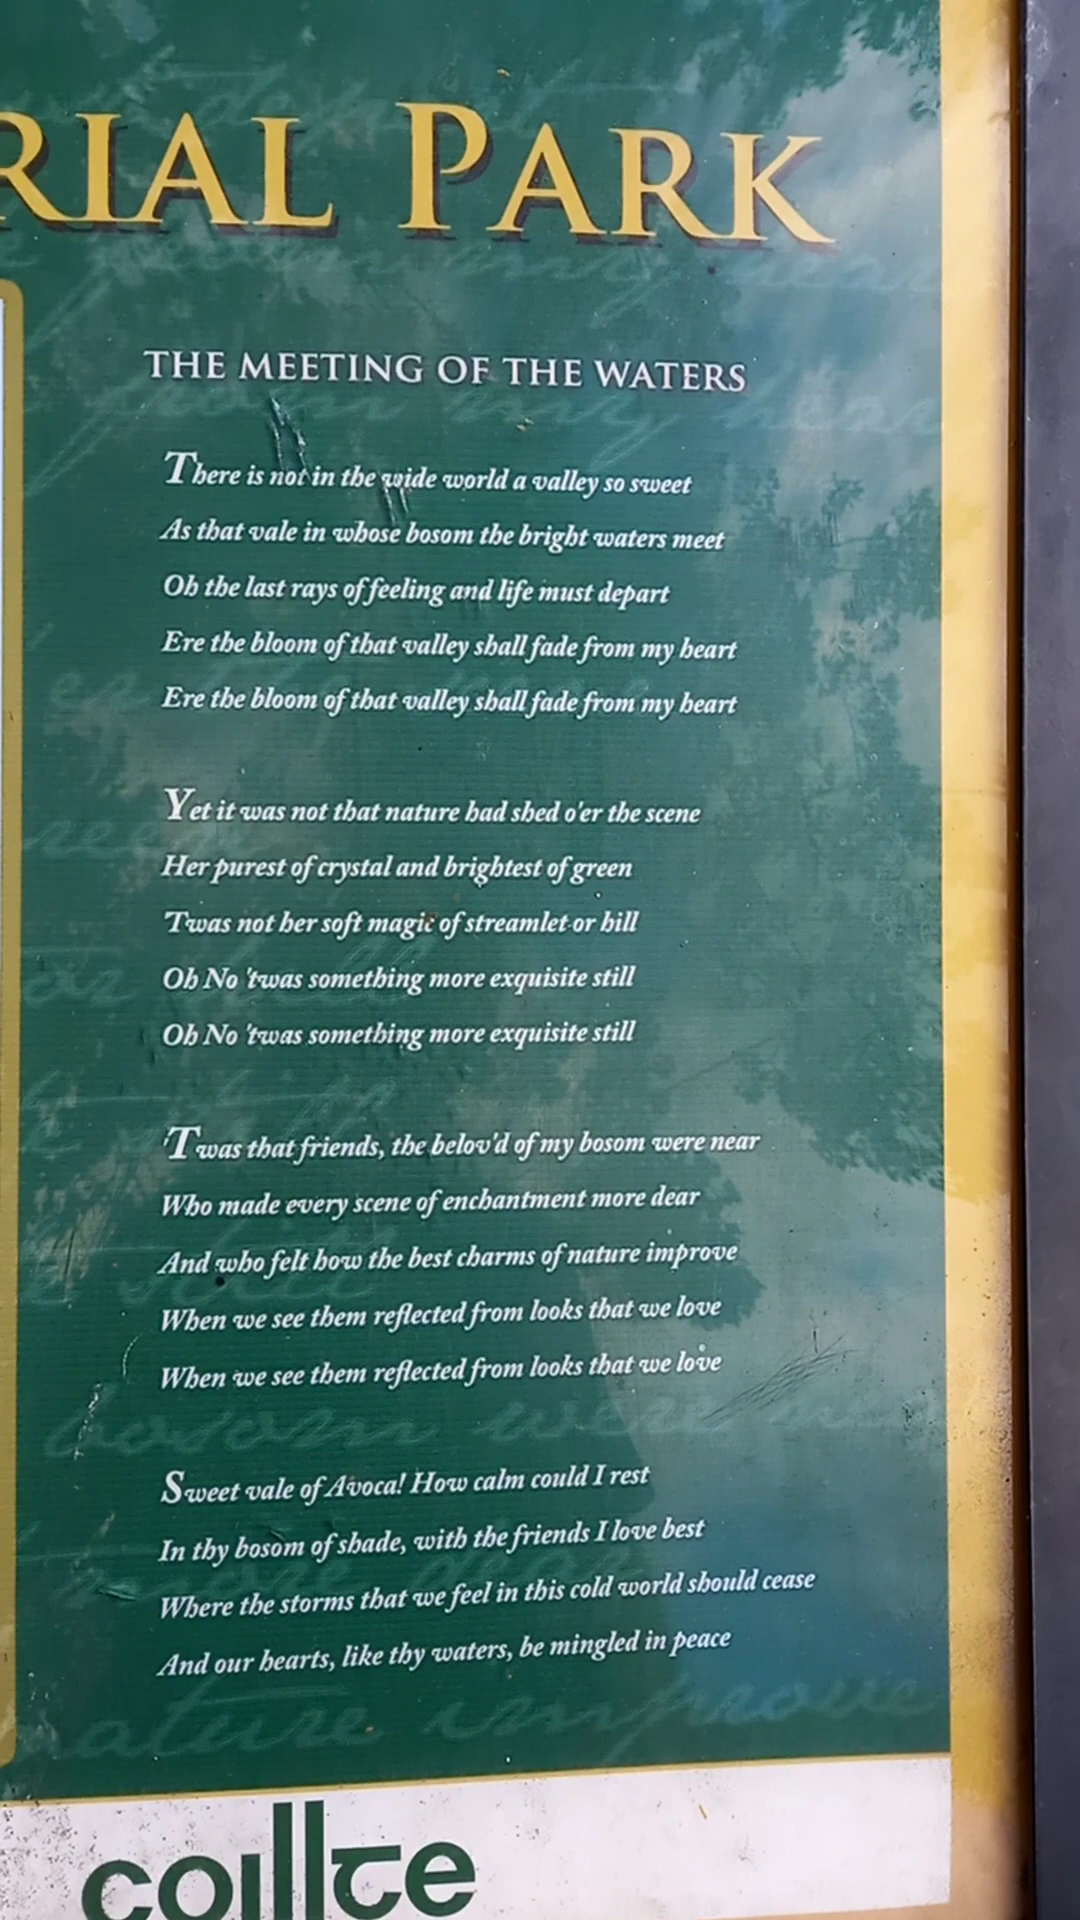 RIAL PARK
THE MEETING OF THE WATERS
There is not in the wide world a valley so sweet
As that vale in whose bosom the bright waters meet
Oh the last rays of feeling and life must depart
Ere the bloom of that valley shall fade from my heart
Ere the bloom of that valley shall fade from my heart
Yet it was not that nature had shed o'er the scene
Her purest of crystal and brightest of green
'Twas not her soft magic of streamlet or hill
Oh No 'twas something more exquisite still
Oh No 'twas something more exquisite still
'Twas that friends, the belov'd of my bosom were near
Who made every scene of enchantment more dear
And who felt how the best charms of nature improve
When we see them reflected from looks that we love
When we see them reflected from looks that we love
Sweet vale of Avoca! How calm could I rest
In thy bosom of shade, with the friends I love best
Where the storms that we feel in this cold world should cease
And our hearts, like thy waters, be mingled in peace
coillte